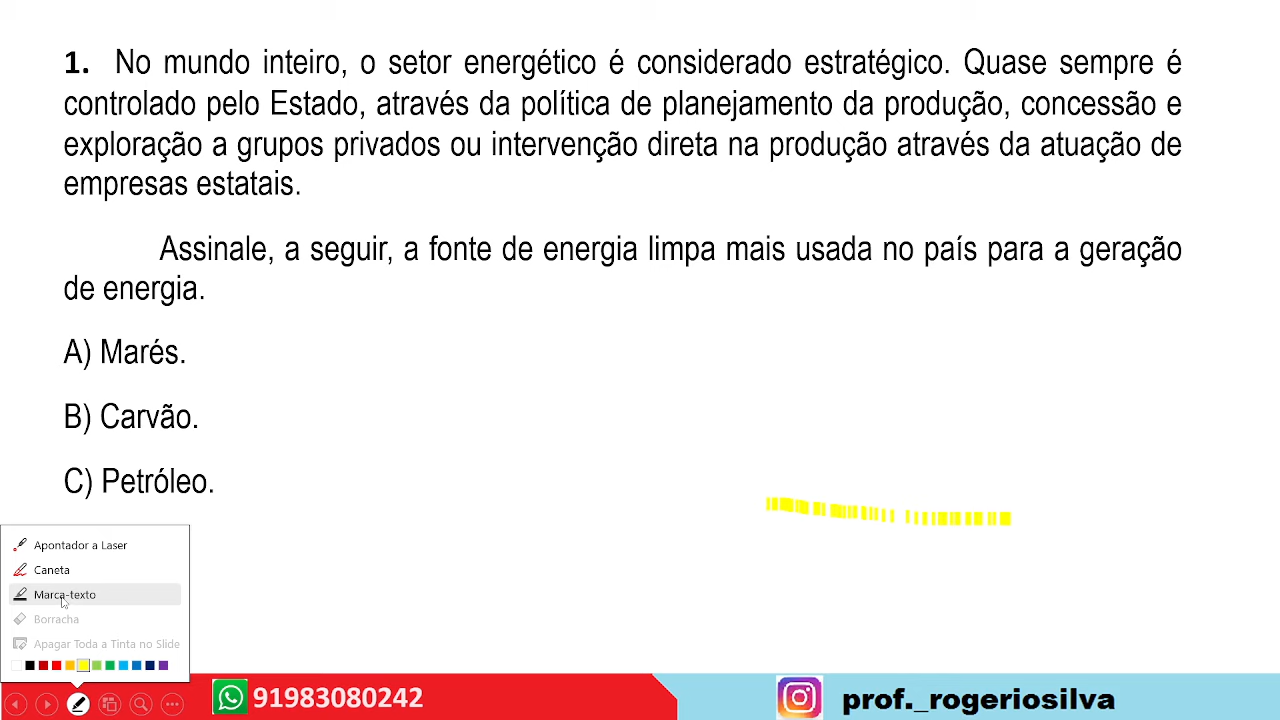 1. No mundo inteiro, o setor energético é considerado estratégico. Quase sempre é
controlado pelo Estado, através da política de planejamento da produção, concessão e
exploração a grupos privados ou intervenção direta na produção através da atuação de
empresas estatais.
Assinale, a seguir, a fonte de energia limpa mais usada no país para a geração
de energia.
A) Marés.
B) Carvão.
C) Petróleo.
Apontador a Laser
Caneta
Marca-texto
Borracha
Apagar Toda a Tinta no Slide
91983080242
prof._rogeriosilva